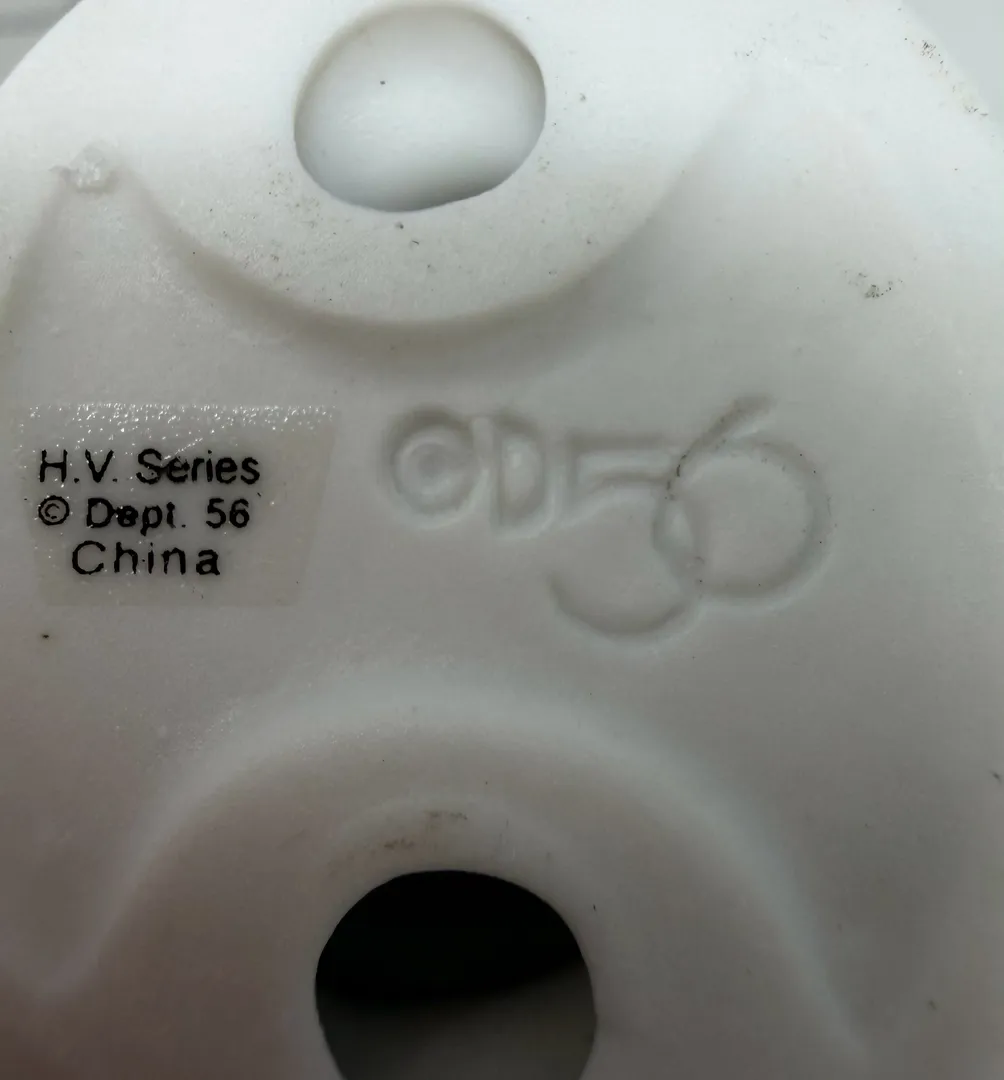 H.V. Series
© Dept. 56
China
©D56